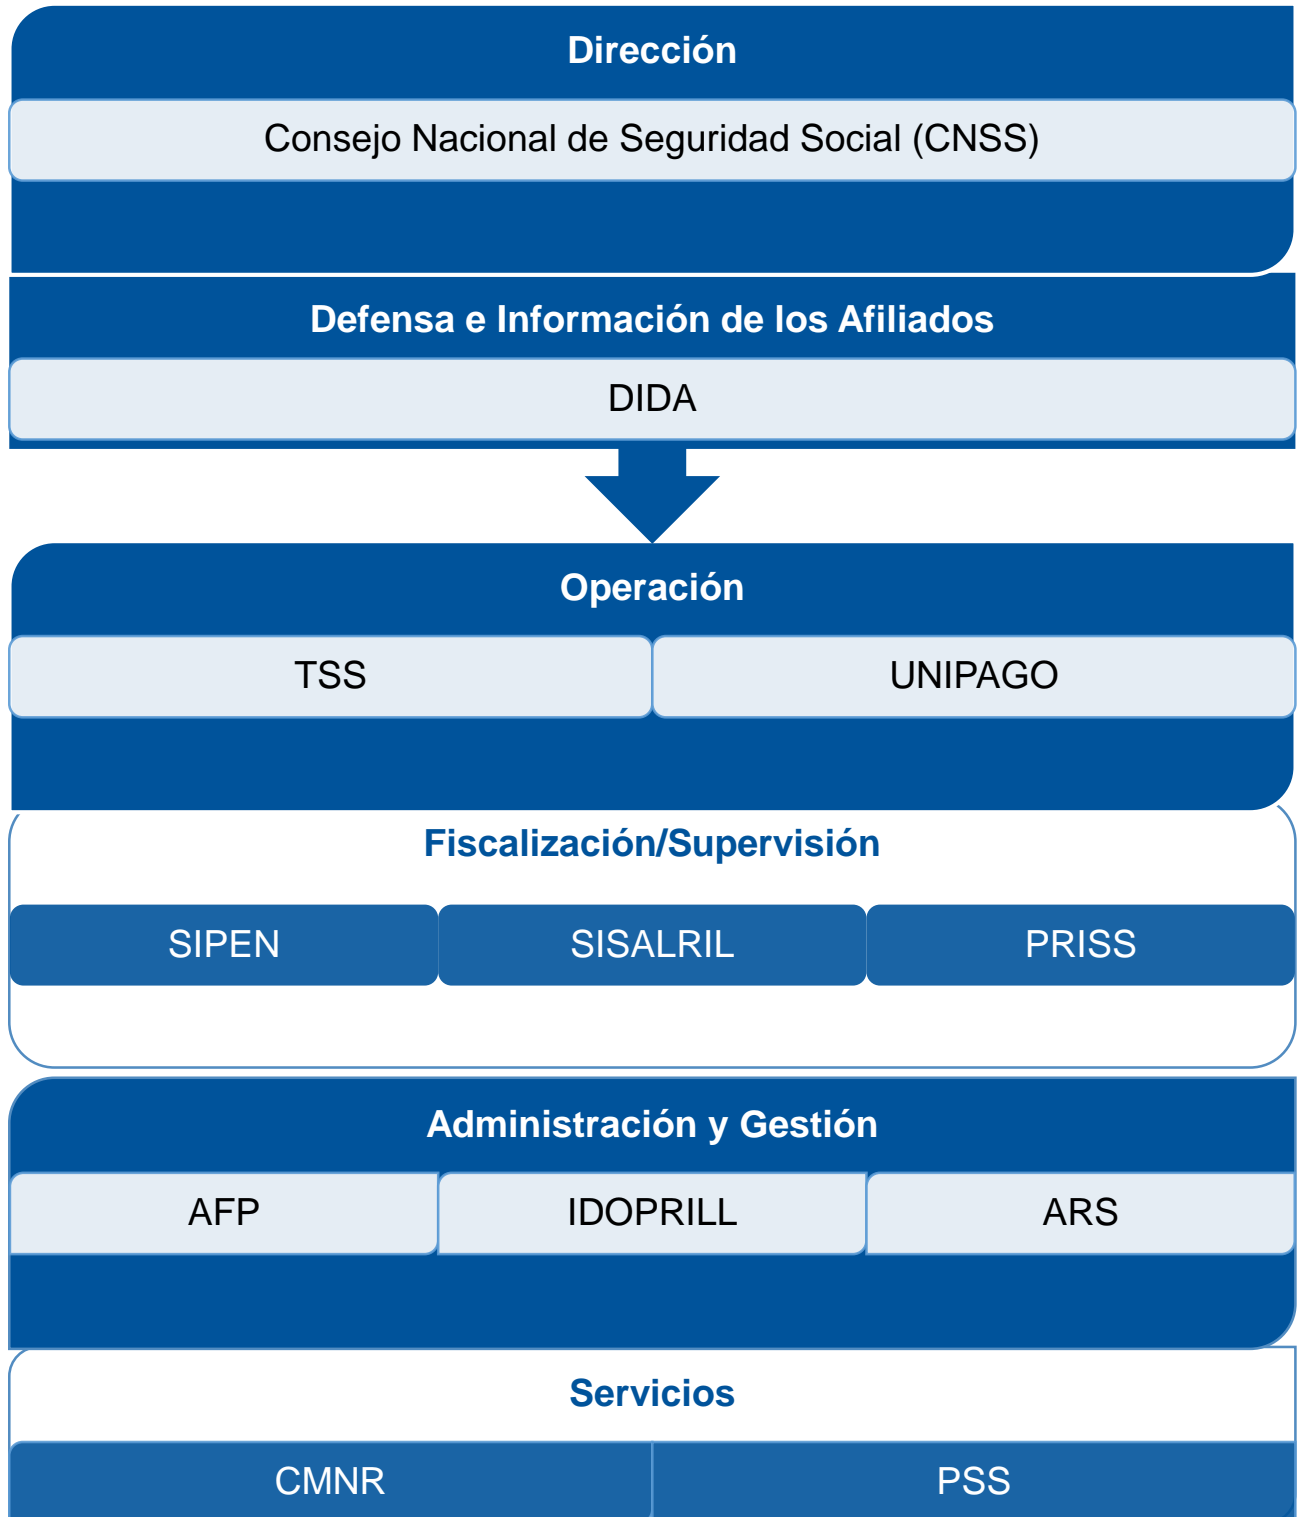 Dirección
Consejo Nacional de Seguridad Social (CNSS)
Defensa e Información de los Afiliados
DIDA
Operación
TSS
UNIPAGO
Fiscalización/Supervisión
SIPEN
SISALRIL
PRISS
Administración y Gestión
AFP
IDOPRILL
ARS
Servicios
CMNR
PSS